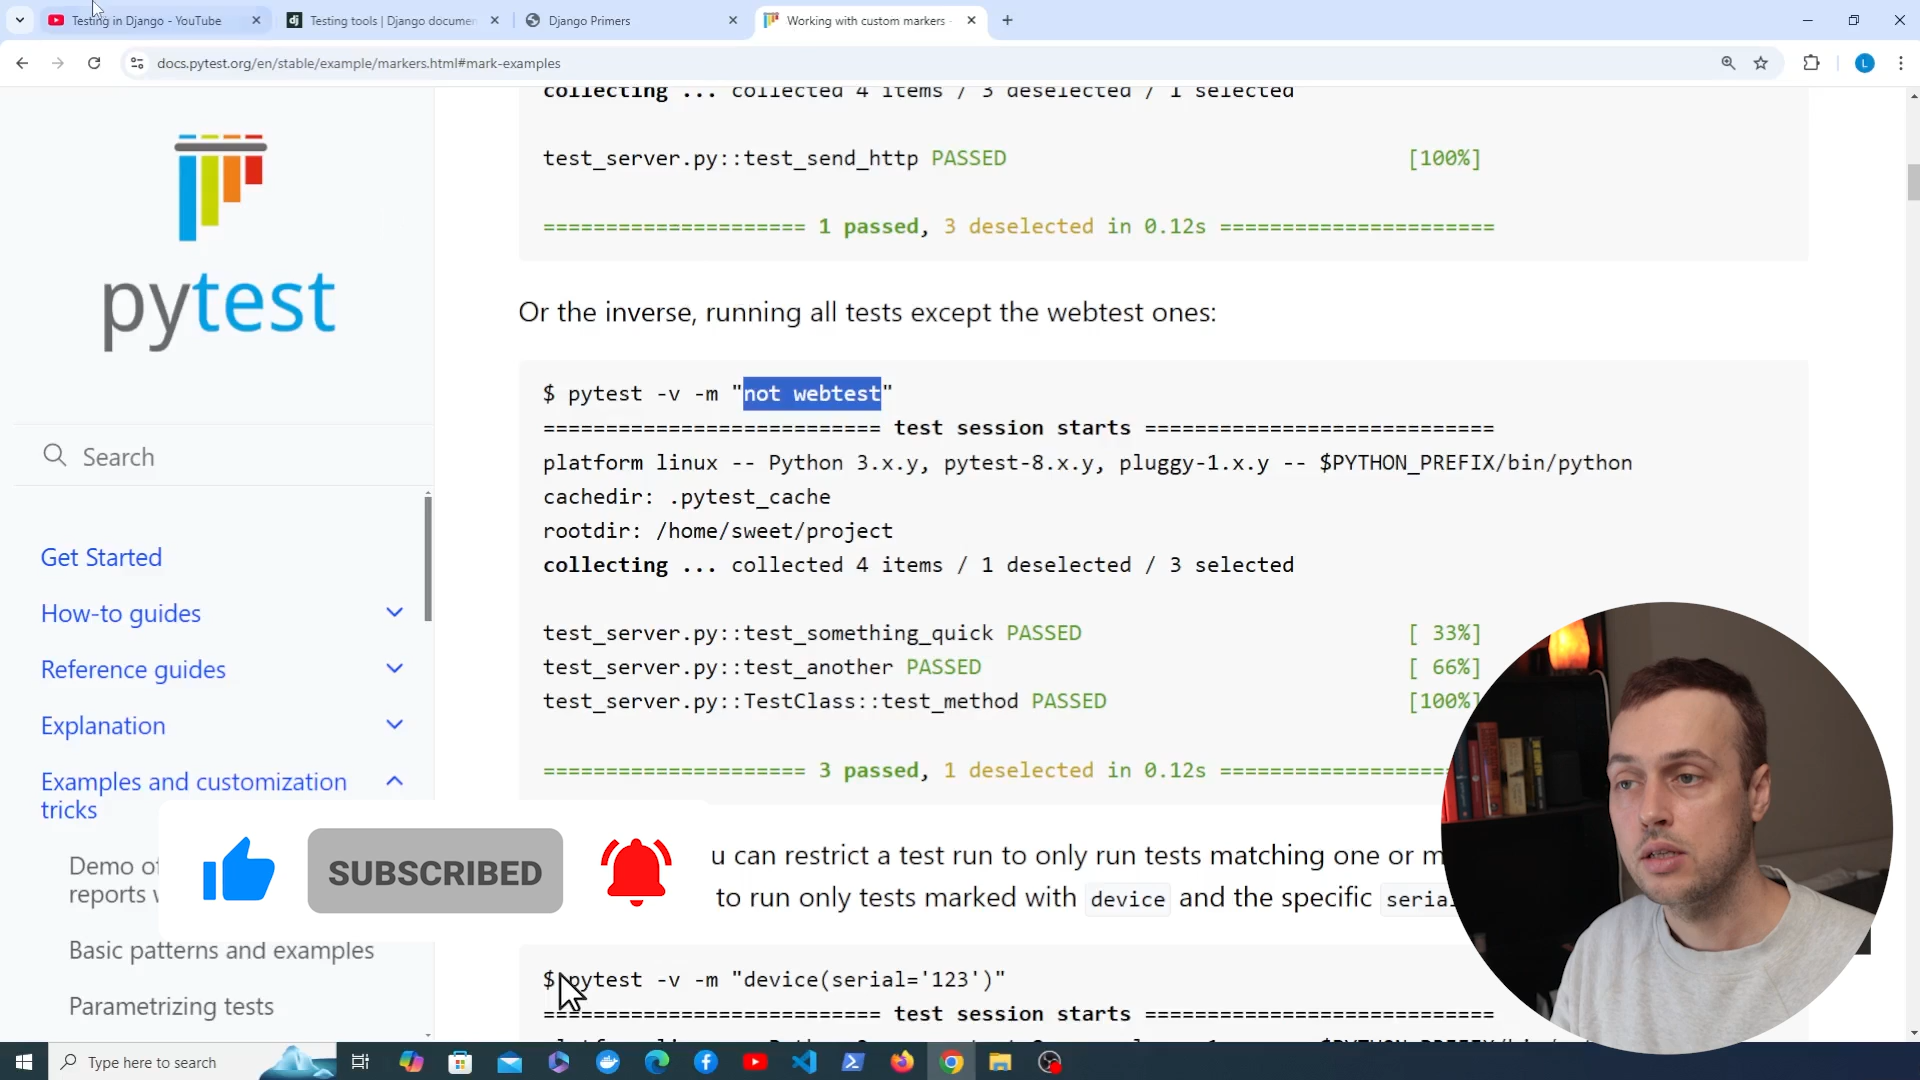 Testing in Django - YouTube
Testing tools | Django documen
Django Primers
Working with custom markers -
docs.pytest.org/en/stable/example/markers.html#mark-examples
L
collecting ... collected 4 items / 3 deselected / 1 selected
test_server.py::test_send_http PASSED [100%]
===================== 1 passed, 3 deselected in 0.12s ======================
Or the inverse, running all tests except the webtest ones:
$ pytest -v -m "not webtest"
=========================== test session starts ============================
platform linux -- Python 3.x.y, pytest-8.x.y, pluggy-1.x.y -- $PYTHON_PREFIX/bin/python
cachedir: .pytest_cache
rootdir: /home/sweet/project
collecting ... collected 4 items / 1 deselected / 3 selected
test_server.py::test_something_quick PASSED [ 33%]
test_server.py::test_another PASSED [ 66%]
test_server.py::TestClass::test_method PASSED [100%]
===================== 3 passed, 1 deselected in 0.12s ===================
u can restrict a test run to only run tests matching one or m
to run only tests marked with device and the specific serial
$ pytest -v -m "device(serial='123')"
=========================== test session starts ============================
pytest
Search
Get Started
How-to guides
Reference guides
Explanation
Examples and customization
tricks
Demo of
reports
SUBSCRIBED
Basic patterns and examples
Parametrizing tests
Type here to search